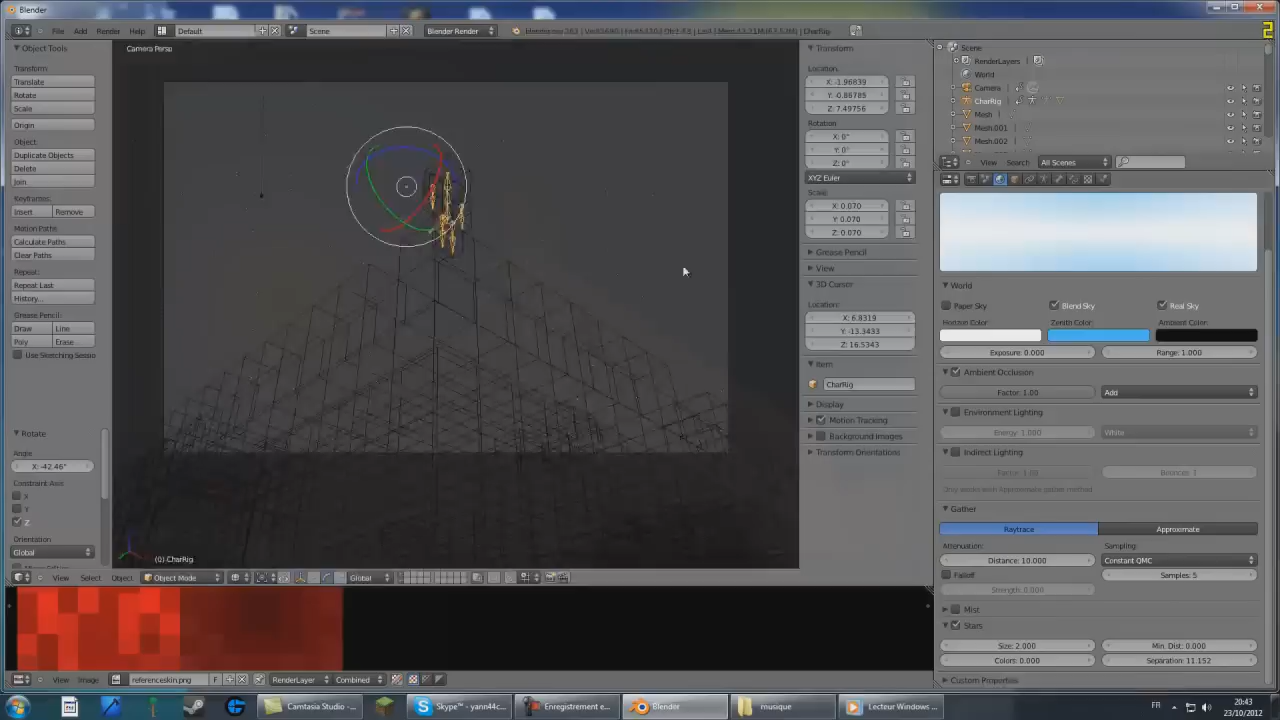 Blender
2
File Add Render Help Default Scene Blender Render
Object Tools
Transform:
Translate
Rotate
Scale
Origin
Object:
Duplicate Objects
Delete
Join
Keyframes:
Insert Remove
Motion Paths:
Calculate Paths
Clear Paths
Repeat:
Repeat Last
History...
Grease Pencil:
Draw Line
Poly Erase
Use Sketching Sessio
Rotate
Angle
X: -42.46°
Constraint Axis
X
Y
Z
Orientation:
Global
Camera Persp
(0) CharRig
View Select Object Object Mode Global
Transform
Location:
X: -1.96839
Y: -0.86785
Z: 7.49756
Rotation:
X: 0°
Y: 0°
Z: 0°
XYZ Euler
Scale:
X: 0.070
Y: 0.070
Z: 0.070
Grease Pencil
View
3D Cursor
Location:
X: 6.8319
Y: -13.3433
Z: 16.5343
Item
CharRig
Display
Motion Tracking
Background Images
Transform Orientations
Scene
RenderLayers
World
Camera
CharRig
Mesh
Mesh.001
Mesh.002
View Search All Scenes
World
Paper Sky Blend Sky Real Sky
Horizon Color: Zenith Color: Ambient Color:
Exposure: 0.000 Range: 1.000
Ambient Occlusion
Factor: 1.00 Add
Environment Lighting
Energy: 1.000 White
Indirect Lighting
Factor: 1.00 Bounces: 1
Gather
Raytrace Approximate
Attenuation: Sampling:
Distance: 10.000 Constant QMC
Falloff Samples: 5
Strength: 0.000
Mist
Stars
Size: 2.000 Min. Dist: 0.000
Colors: 0.000 Separation: 11.152
Custom Properties
View Image referenceskin.png F RenderLayer Combined
Camtasia Studio -... Skype™ - yann44c... Enregistrement e... Blender musique Lecteur Windows ... FR 20:43
23/10/2012